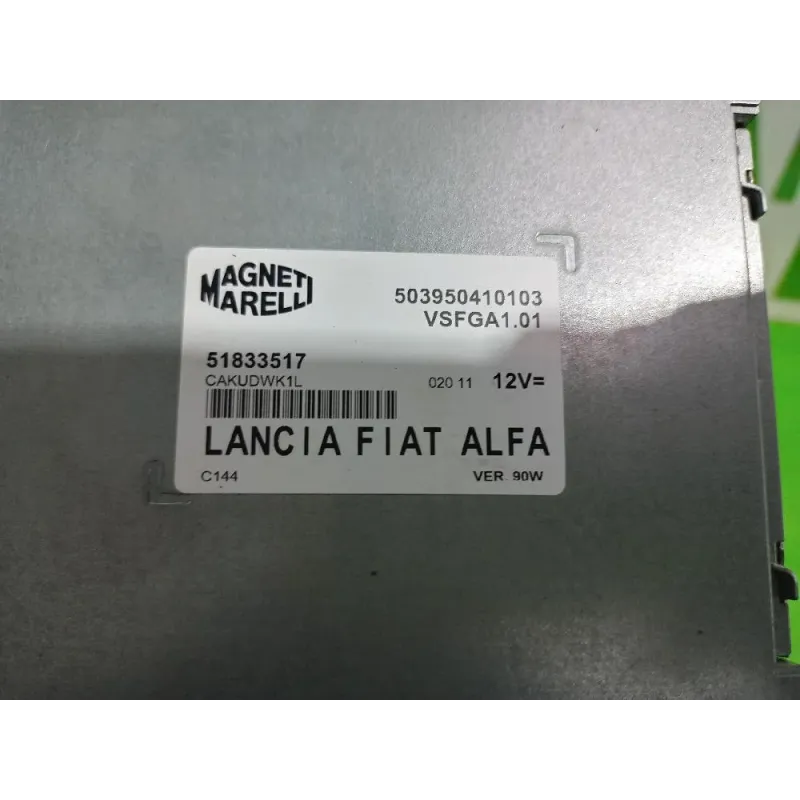 MAGNETI
MARELLI
503950410103
VSFGA1.01
51833517
CAKUDWK1L
020 11 12V=
LANCIA FIAT ALFA
C144
VER. 90W